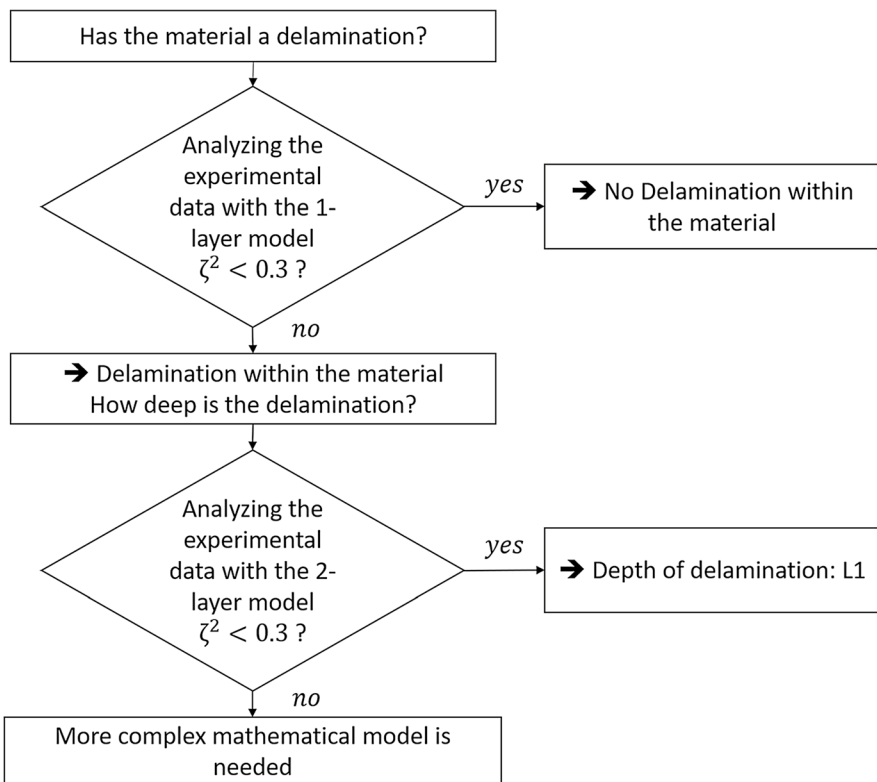 Has the material a delamination?
Analyzing the
experimental
data with the 1-
layer model
ζ² < 0.3 ?
yes
➔ No Delamination within
the material
no
➔ Delamination within the material
How deep is the delamination?
Analyzing the
experimental
data with the 2-
layer model
ζ² < 0.3 ?
yes
➔ Depth of delamination: L1
no
More complex mathematical model is
needed